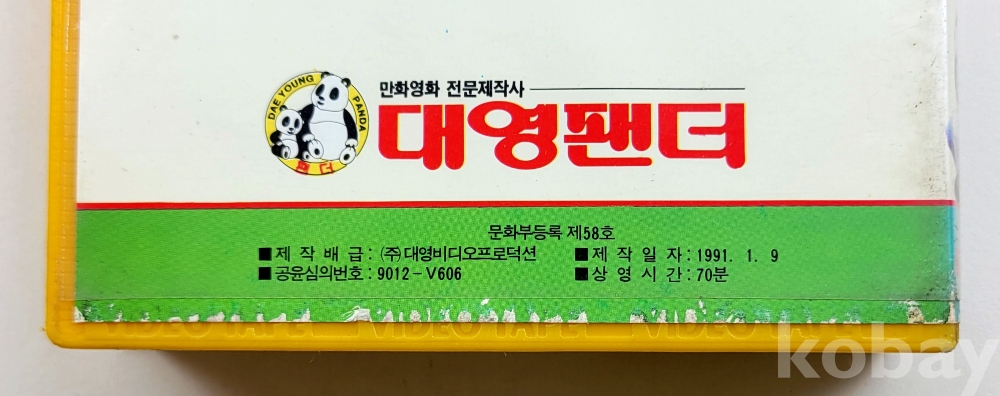 DAE YOUNG PANDA
팬더
만화영화 전문제작사
대영팬더
문화부등록 제58호
■제 작 배 급 : (주)대영비디오프로덕션 ■제 작 일 자 : 1991. 1. 9
■공윤심의번호 : 9012-V606 ■상 영 시 간 : 70분
VIDEO TAPE VIDEO TAPE VIDEO TAPE
kobay